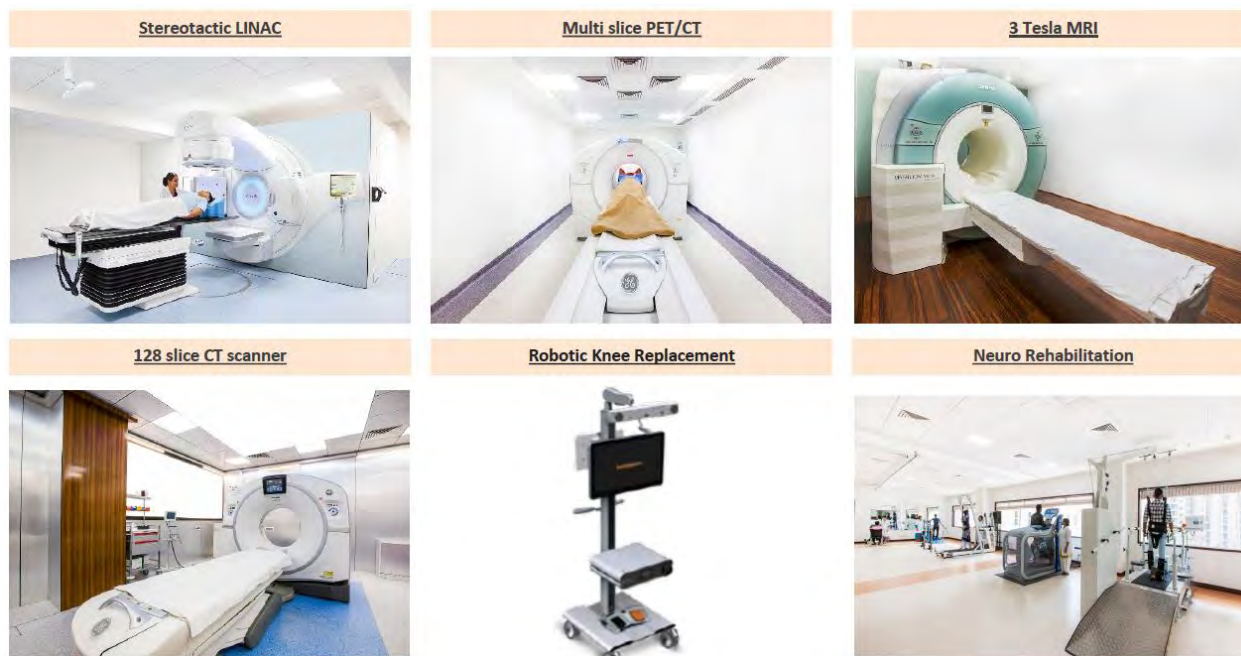 Stereotactic LINAC
Multi slice PET/CT
3 Tesla MRI
128 slice CT scanner
Robotic Knee Replacement
Neuro Rehabilitation